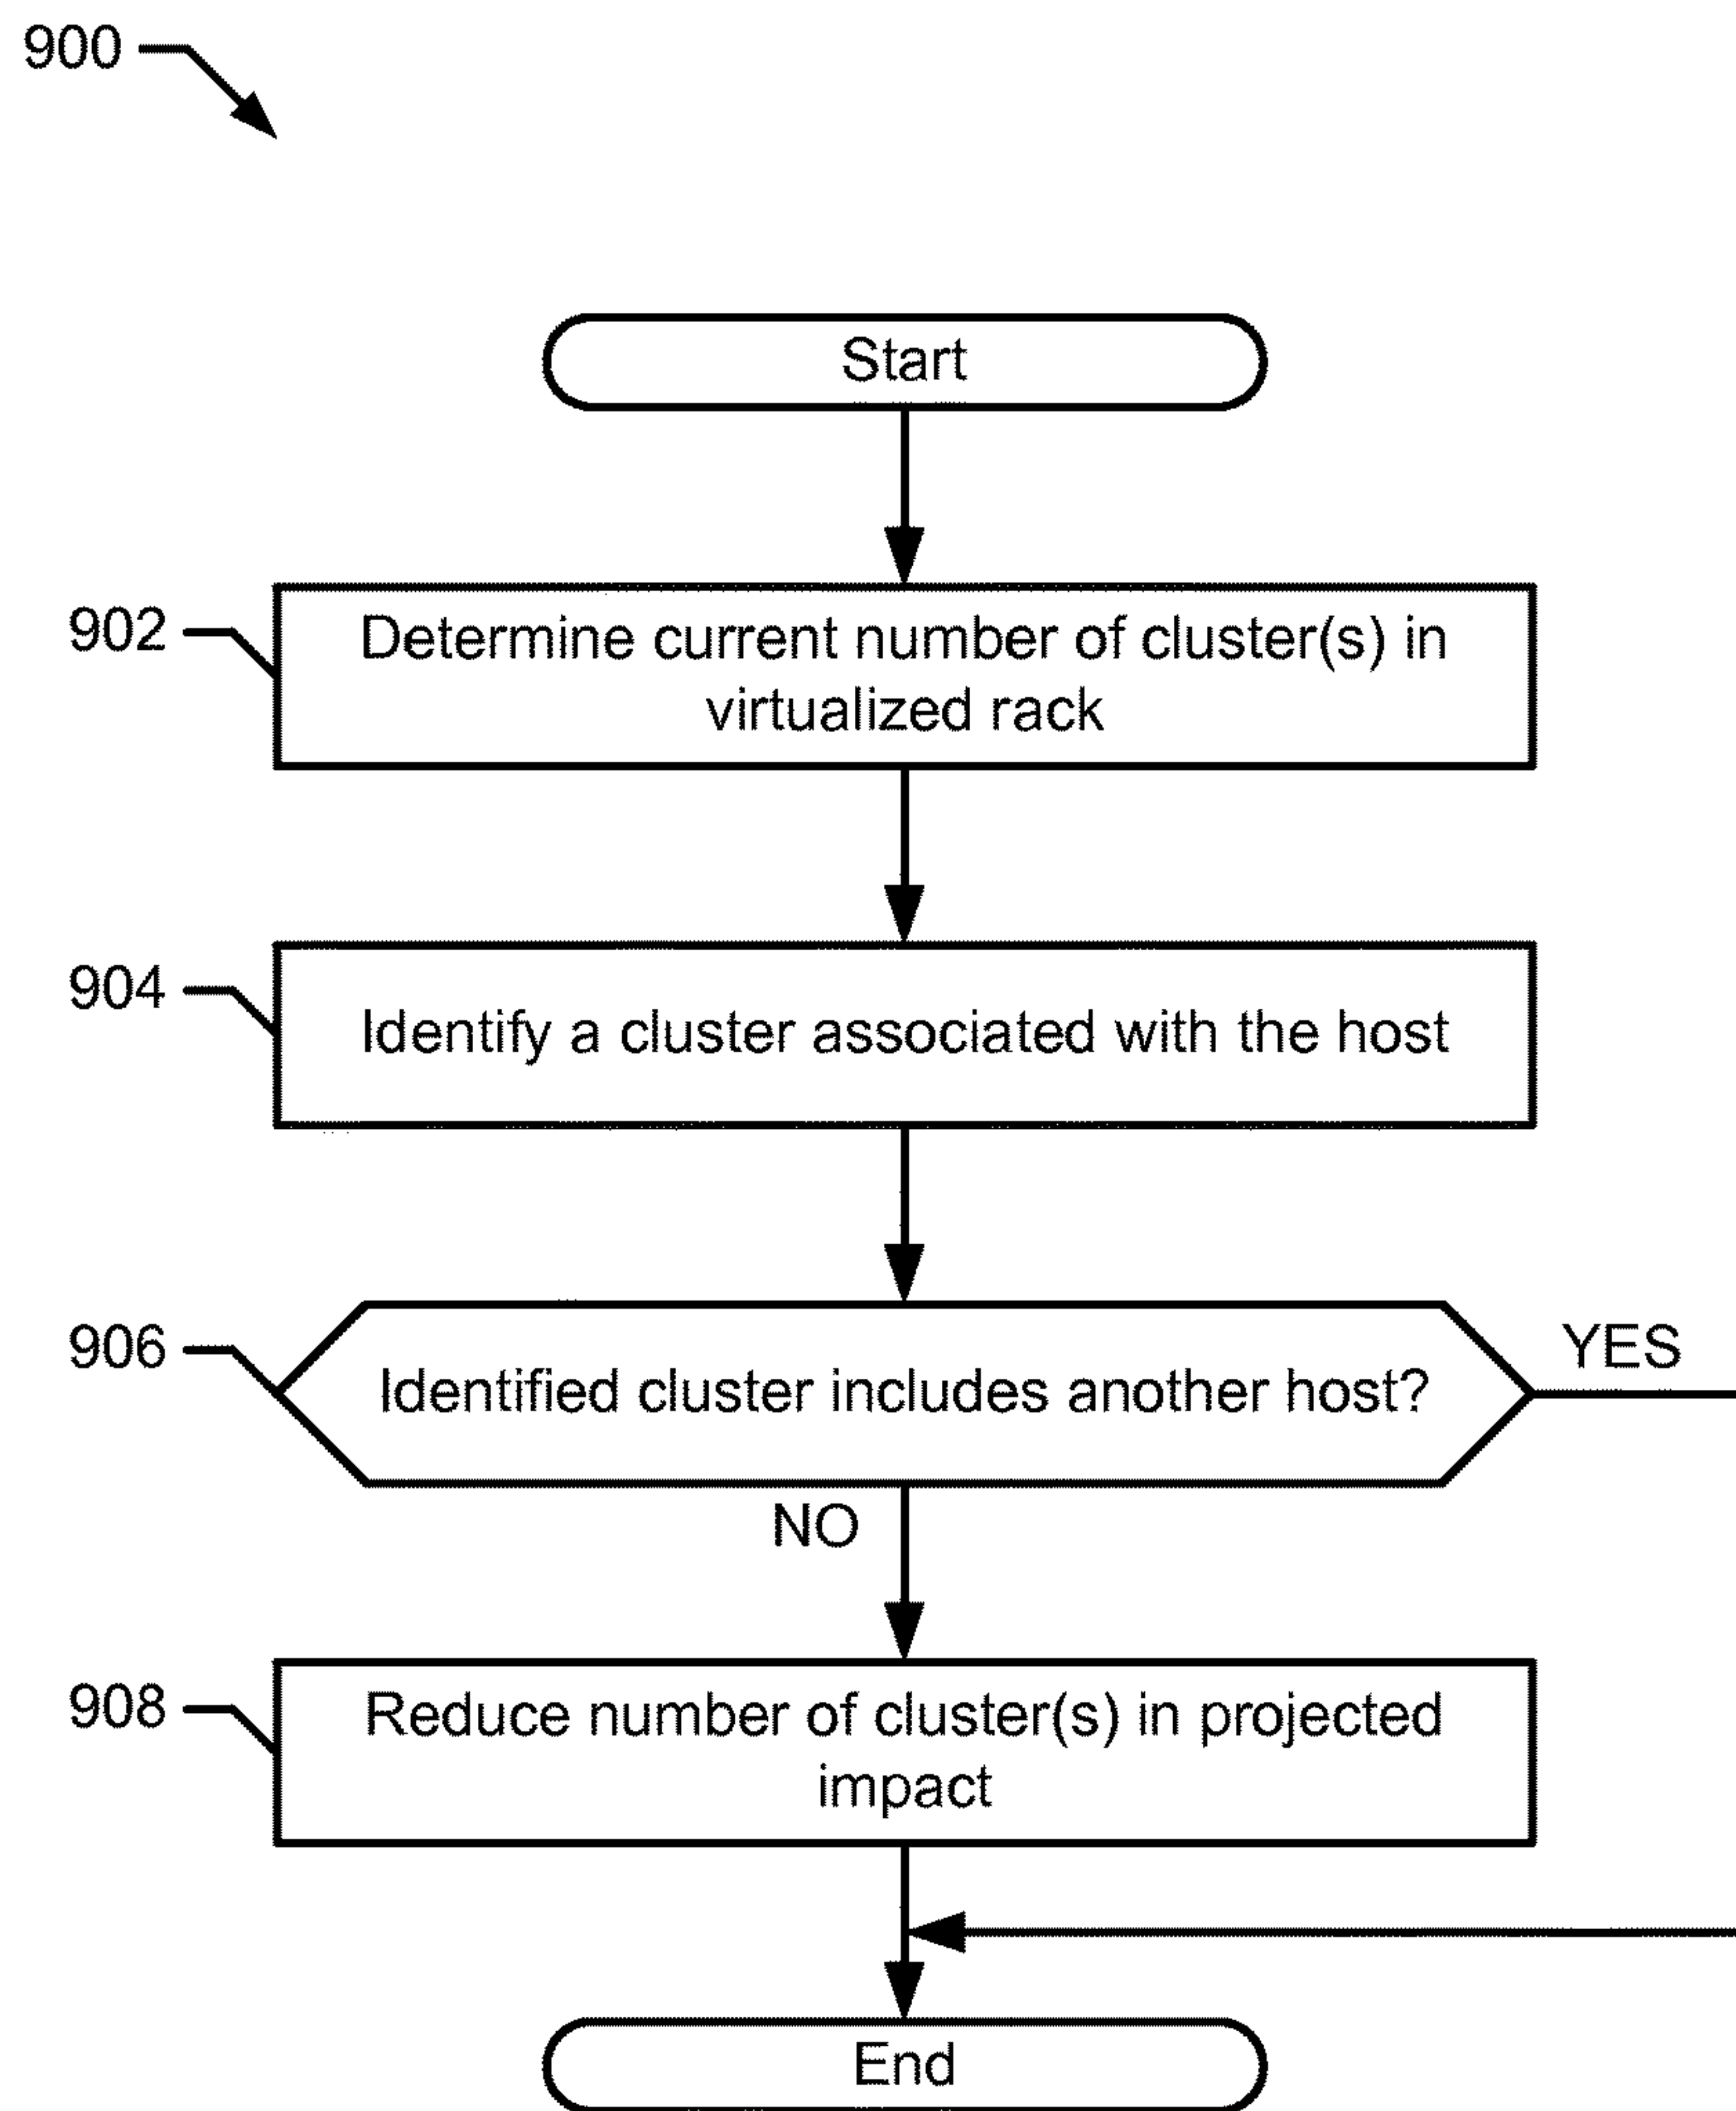 900
Start
902
Determine current number of cluster(s) in
virtualized rack
904
Identify a cluster associated with the host
906
Identified cluster includes another host?
YES
NO
908
Reduce number of cluster(s) in projected
impact
End